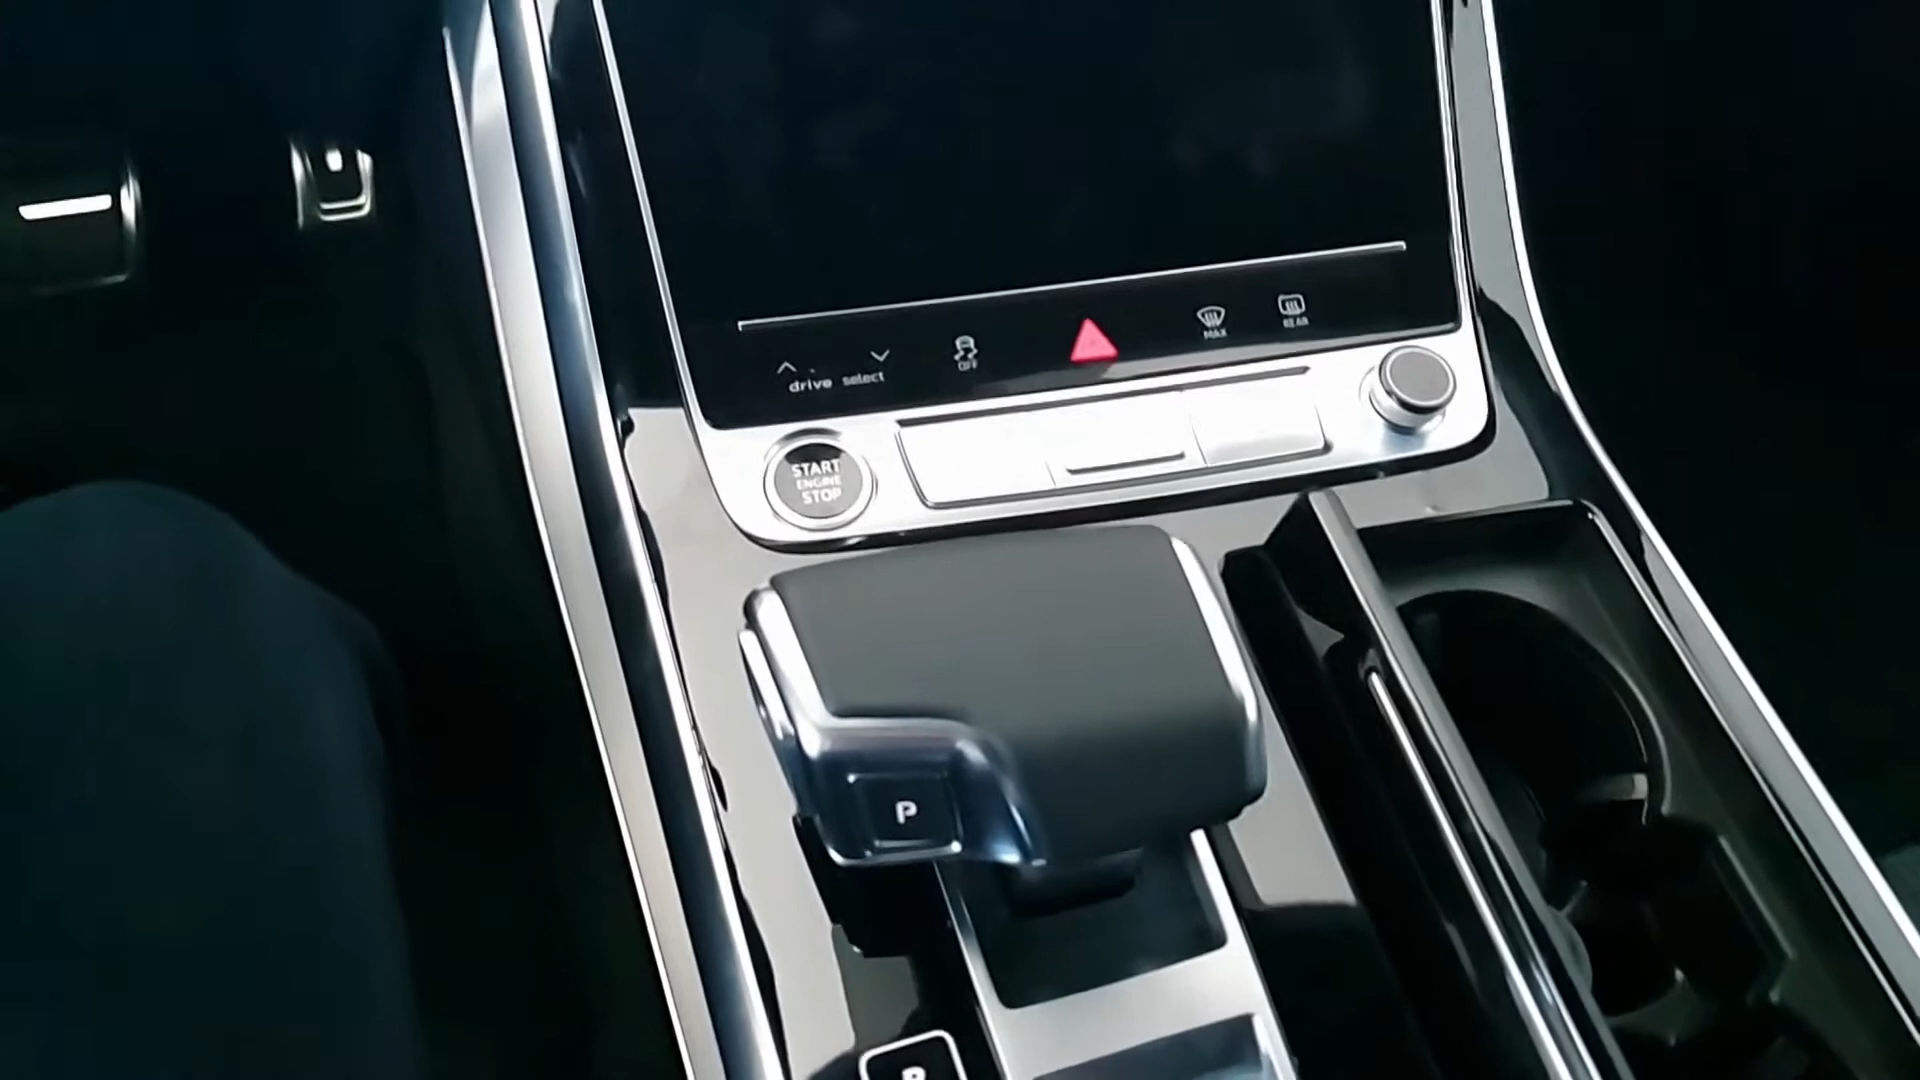 drive select
OFF
MAX
REAR
START
ENGINE
STOP
P